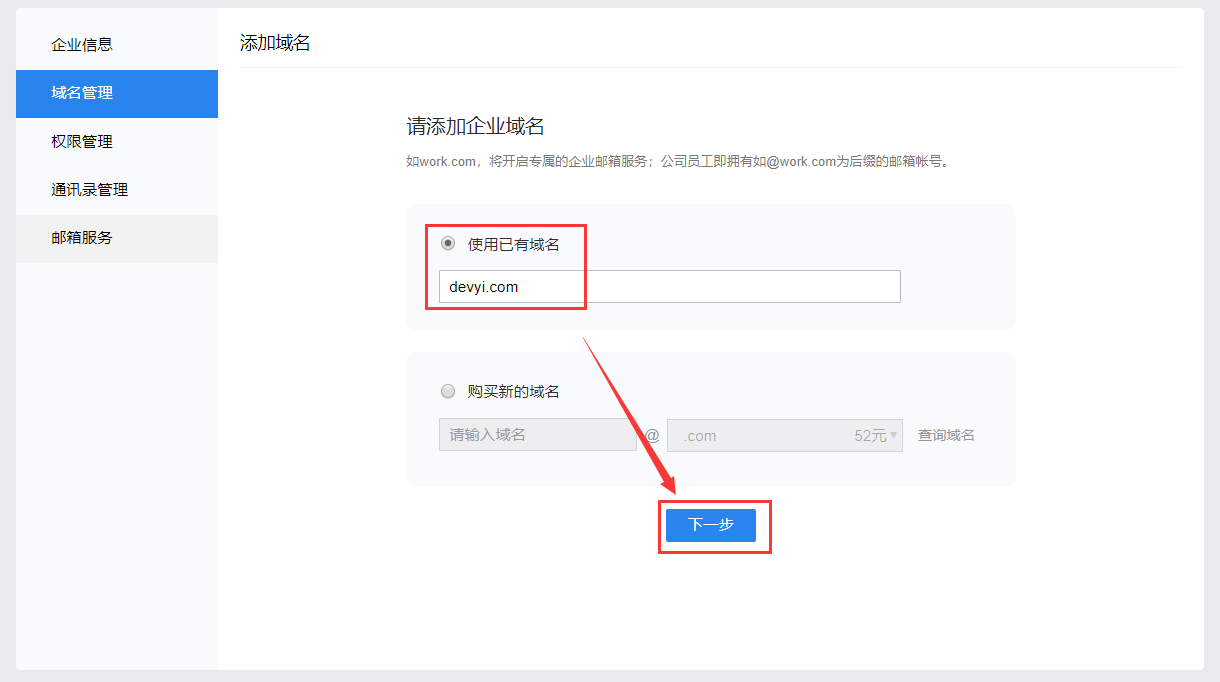 企业信息
域名管理
权限管理
通讯录管理
邮箱服务
添加域名
请添加企业域名
如work.com，将开启专属的企业邮箱服务；公司员工即拥有如@work.com为后缀的邮箱帐号。
使用已有域名
devyi.com
购买新的域名
请输入域名 @ .com 52元 查询域名
下一步